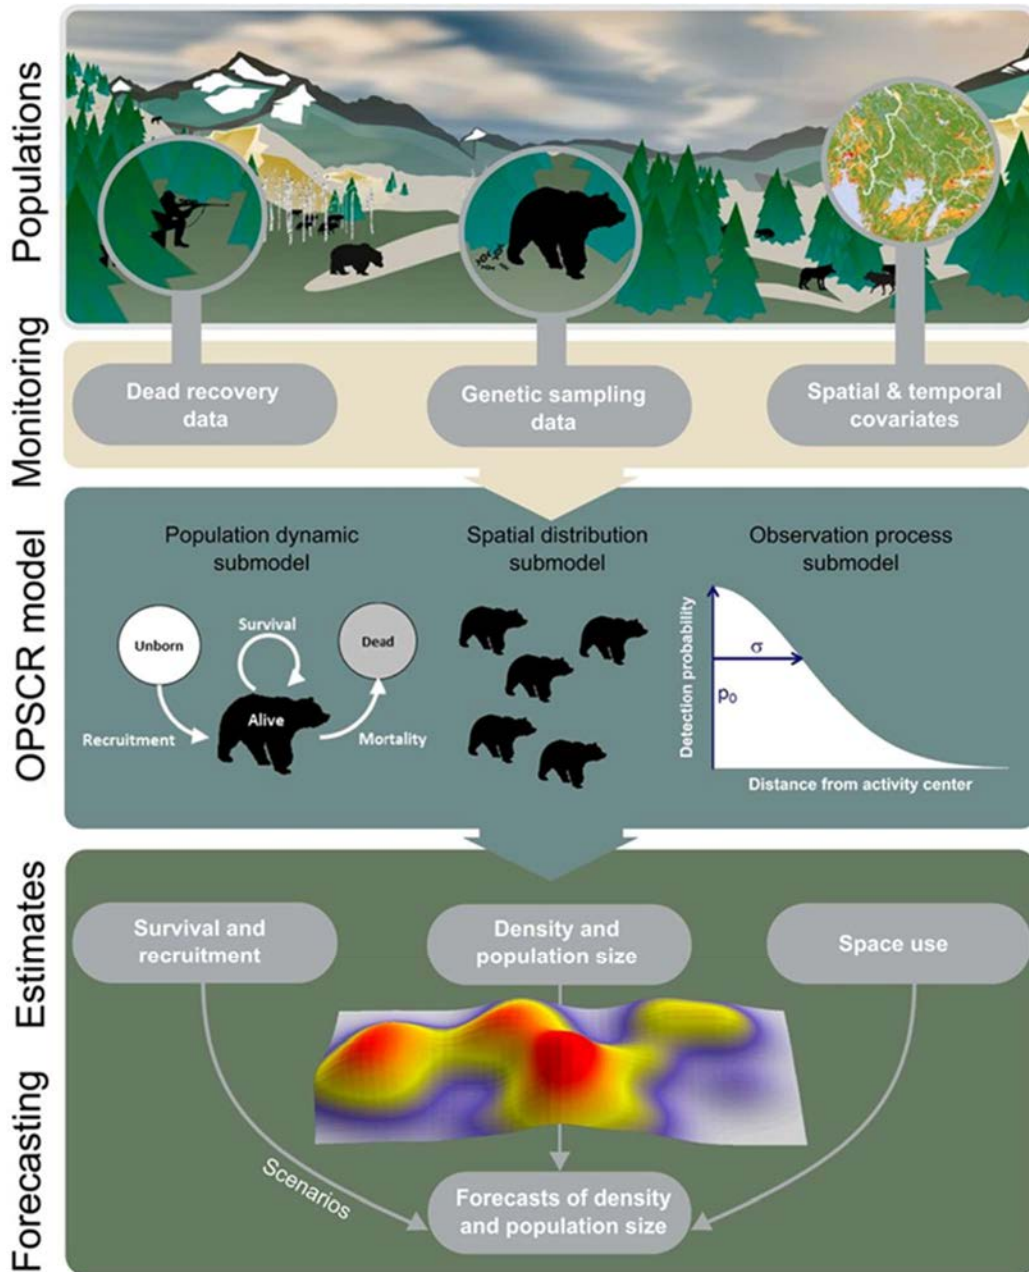 Populations
Monitoring
Dead recovery
data
Genetic sampling
data
Spatial & temporal
covariates
OPSCR model
Population dynamic
submodel
Spatial distribution
submodel
Observation process
submodel
Unborn
Survival
Dead
Alive
Recruitment
Mortality
Detection probability
σ
p0
Distance from activity center
Estimates
Survival and
recruitment
Density and
population size
Space use
Forecasting
Scenarios
Forecasts of density
and population size